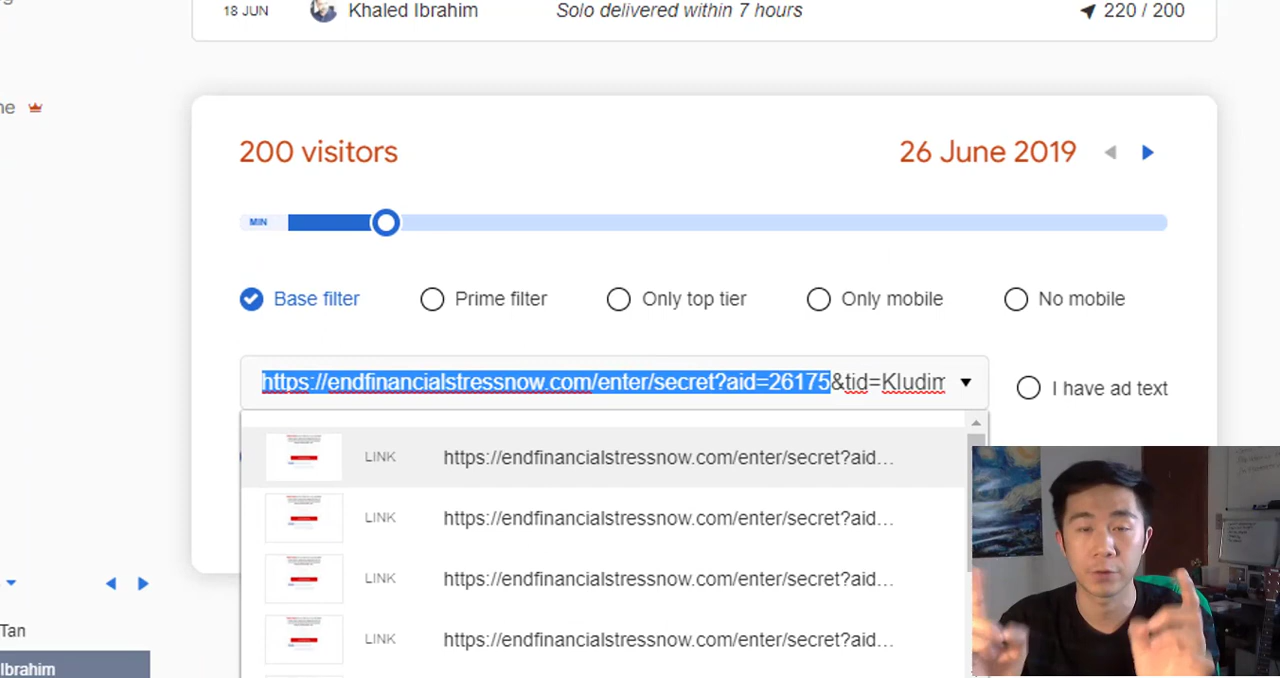 18 JUN Khaled Ibrahim Solo delivered within 7 hours 220 / 200
ne
200 visitors 26 June 2019
MIN
Base filter Prime filter Only top tier Only mobile No mobile
https://endfinancialstressnow.com/enter/secret?aid=26175&tid=Kludim I have ad text
LINK https://endfinancialstressnow.com/enter/secret?aid...
LINK https://endfinancialstressnow.com/enter/secret?aid...
LINK https://endfinancialstressnow.com/enter/secret?aid...
Tan
LINK https://endfinancialstressnow.com/enter/secret?aid...
Ibrahim